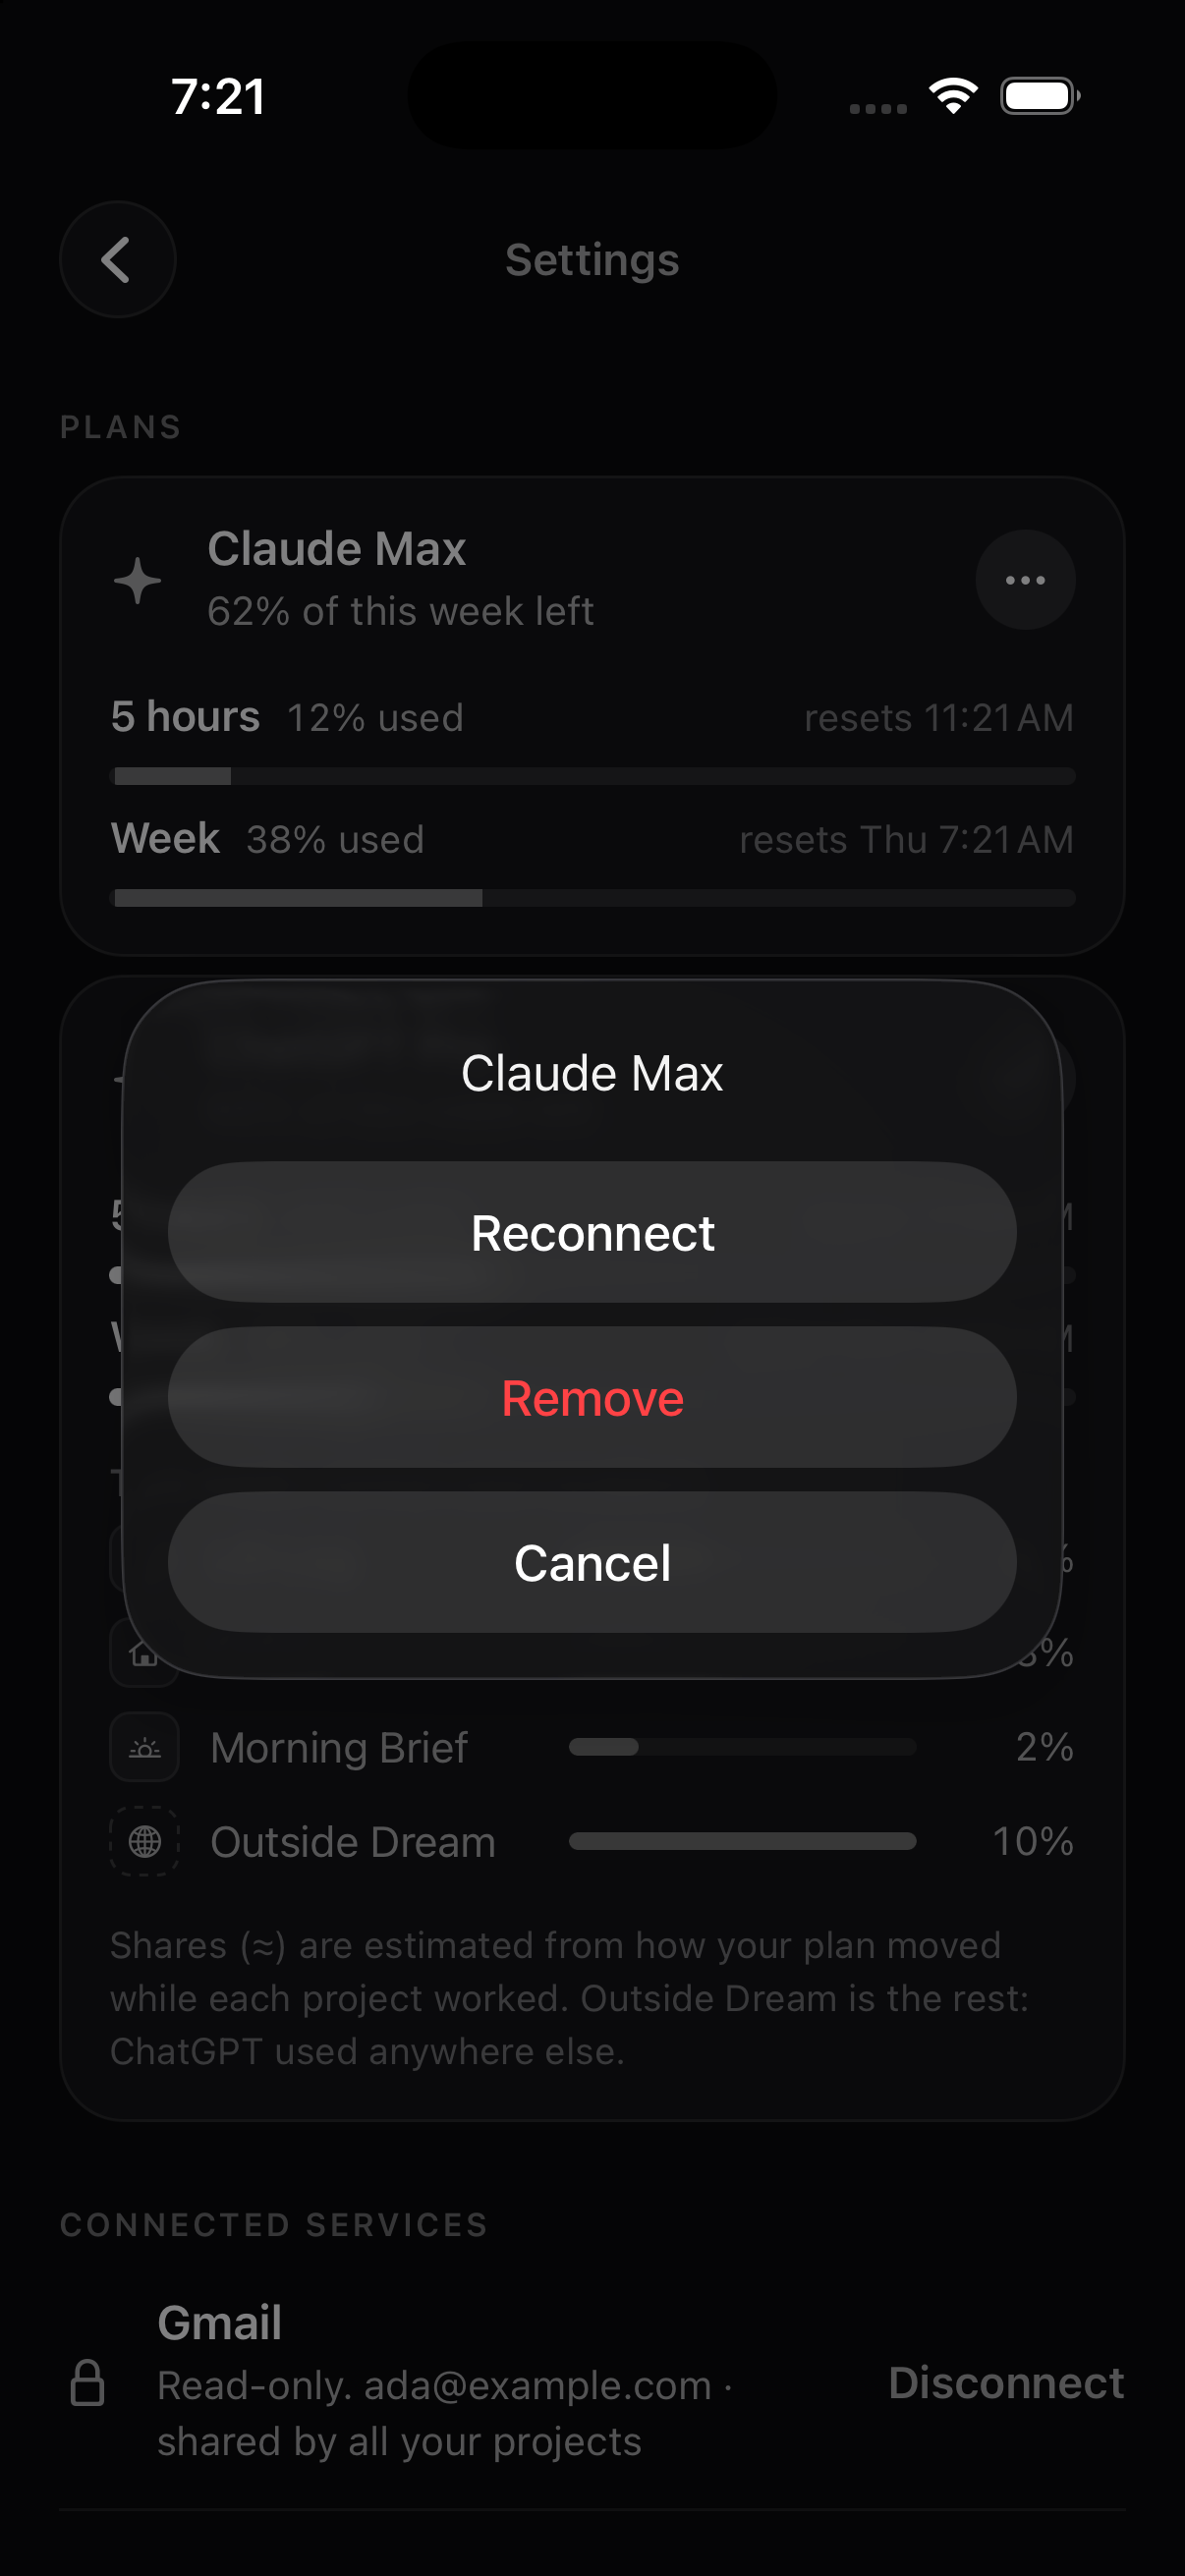 7:21
Settings
PLANS
Claude Max
62% of this week left
5 hours 12% used resets 11:21 AM
Week 38% used resets Thu 7:21 AM
Claude Max
Reconnect
Remove
Cancel
Morning Brief 2%
Outside Dream 10%
Shares (≈) are estimated from how your plan moved
while each project worked. Outside Dream is the rest:
ChatGPT used anywhere else.
CONNECTED SERVICES
Gmail
Read-only. ada@example.com ·
shared by all your projects
Disconnect